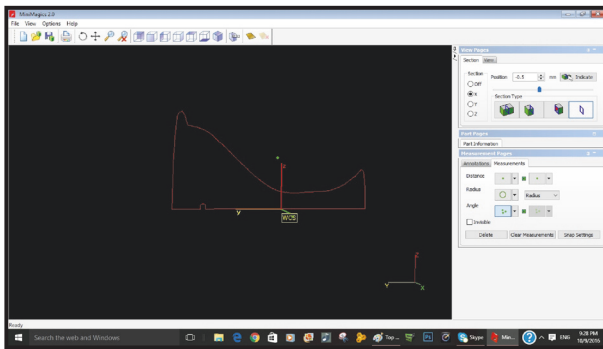 MiniMagics 2.0
File View Options Help
View Pages
Section View
Section
Off
X
Y
Z
Position -0.5 mm Indicate
Section Type
Part Pages
Part Information
Measurement Pages
Annotations Measurements
Distance
Radius
Radius
Angle
Invisible
Delete Clear Measurements Snap Settings
Z
Y
WCS
Z
Y
X
Ready
Search the web and Windows
Top ...
Skype
Min...
ENG
9:28 PM
18/9/2016